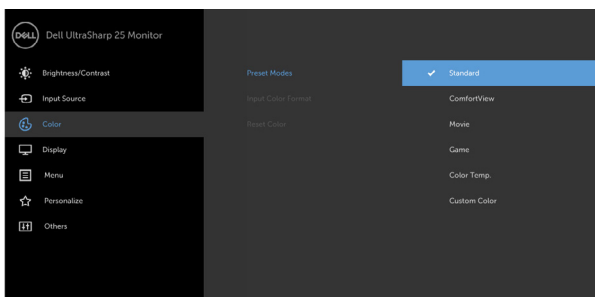 DELL Dell UltraSharp 25 Monitor
Brightness/Contrast
Input Source
Color
Display
Menu
Personalize
Others
Preset Modes
Input Color Format
Reset Color
Standard
ComfortView
Movie
Game
Color Temp.
Custom Color